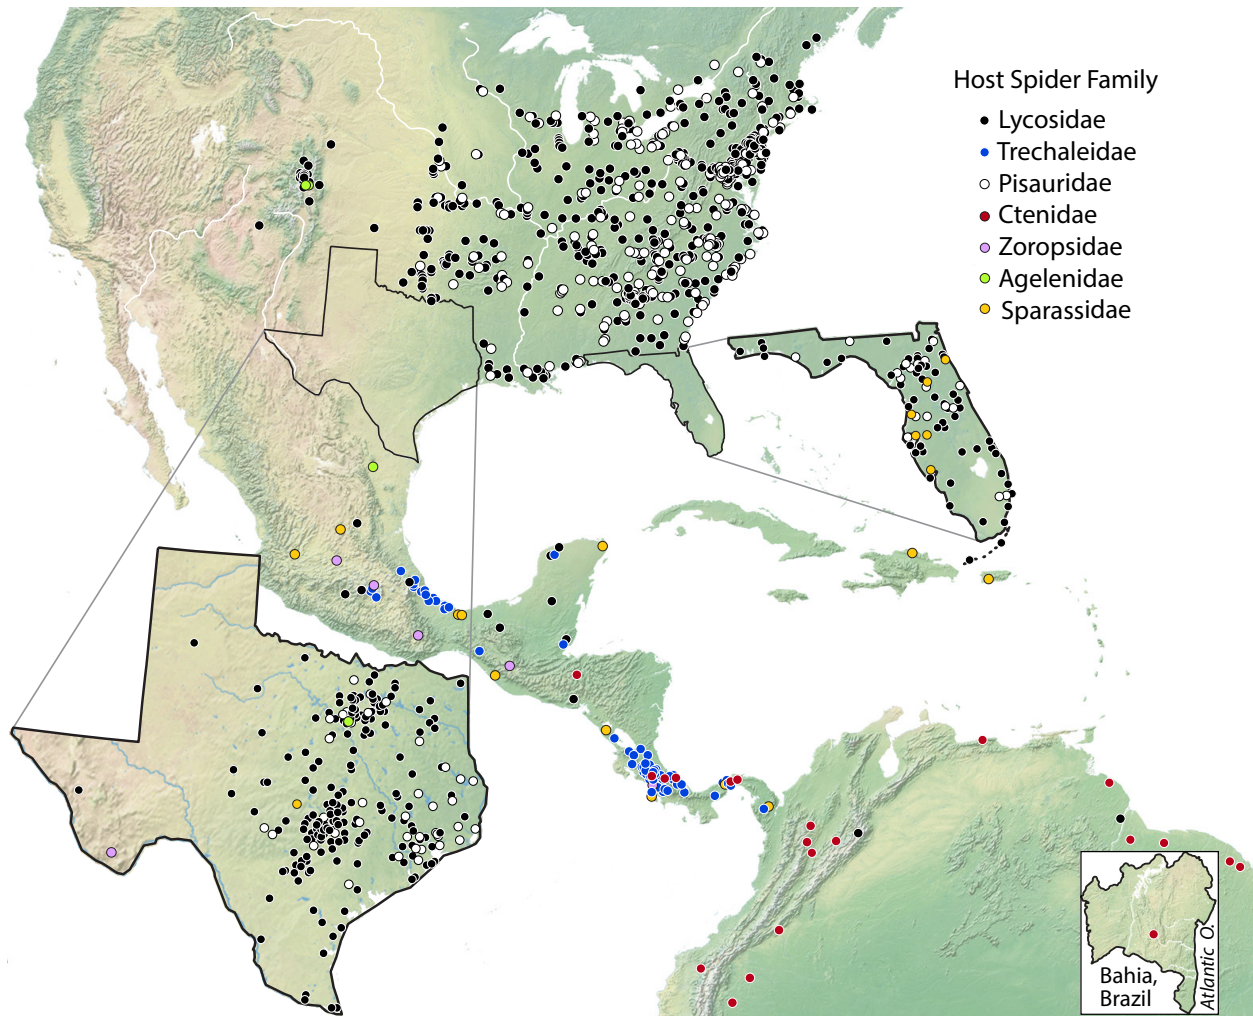 Host Spider Family
Lycosidae
Trechaleidae
Pisauridae
Ctenidae
Zoropsidae
Agelenidae
Sparassidae
Bahia,
Brazil
Atlantic O.